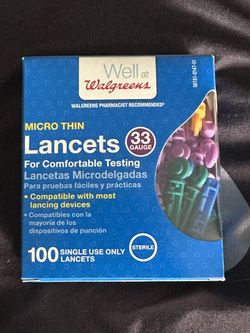 Well at
Walgreens
WALGREENS PHARMACIST RECOMMENDED‡
MICRO THIN
Lancets
33
GAUGE
For Comfortable Testing
Lancetas Microdelgadas
Para pruebas fáciles y prácticas
• Compatible with most
lancing devices
• Compatibles con la
mayoría de los
dispositivos de punción
100 SINGLE USE ONLY
LANCETS
STERILE